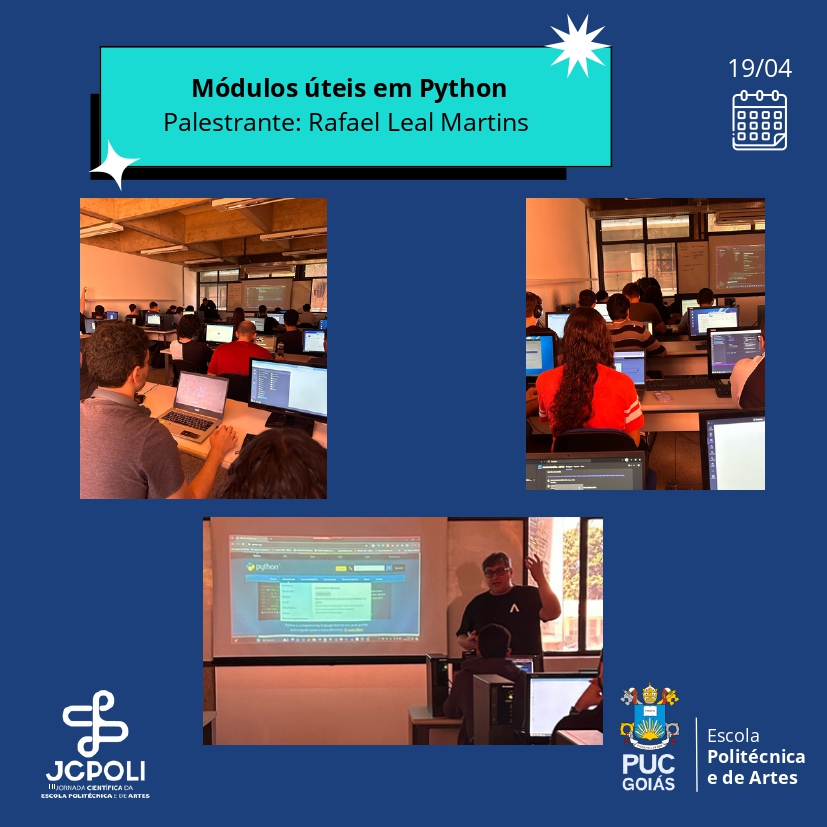 Módulos úteis em Python
Palestrante: Rafael Leal Martins
19/04
python
JCPOLI
III JORNADA CIENTÍFICA DA
ESCOLA POLITÉCNICA E DE ARTES
PUC
GOIÁS
Escola
Politécnica
e de Artes